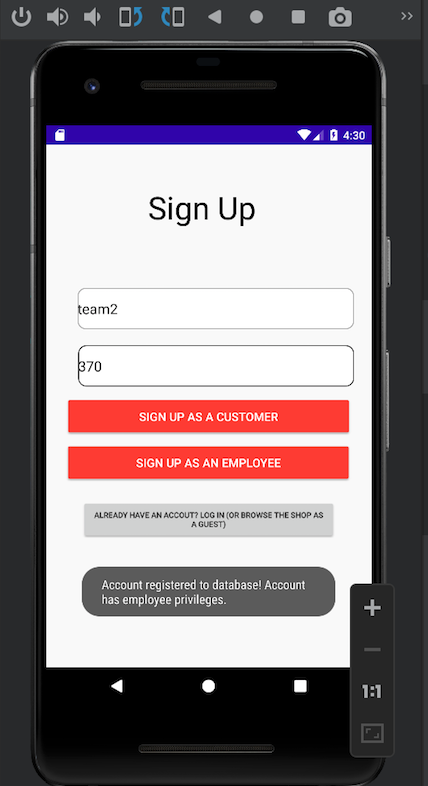 4:30
Sign Up
team2
370
SIGN UP AS A CUSTOMER
SIGN UP AS AN EMPLOYEE
ALREADY HAVE AN ACCOUT? LOG IN (OR BROWSE THE SHOP AS
A GUEST)
Account registered to database! Account
has employee privileges.
1:1